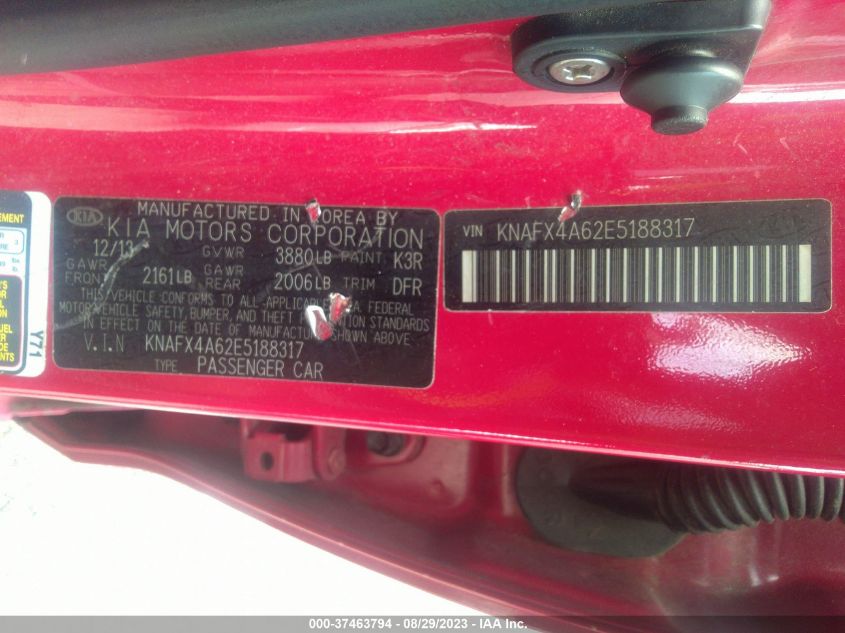 KIA
MANUFACTURED IN KOREA BY
KIA MOTORS CORPORATION
12/13 GVWR 3880LB PAINT K3R
GAWR FRONT 2161LB GAWR REAR 2006LB TRIM DFR
THIS VEHICLE CONFORMS TO ALL APPLICABLE U.S.A. FEDERAL
MOTOR VEHICLE SAFETY, BUMPER, AND THEFT PREVENTION STANDARDS
IN EFFECT ON THE DATE OF MANUFACTURE SHOWN ABOVE.
V.I.N KNAFX4A62E5188317
TYPE: PASSENGER CAR
VIN KNAFX4A62E5188317
Y71
000-37463794 - 08/29/2023 - IAA Inc.